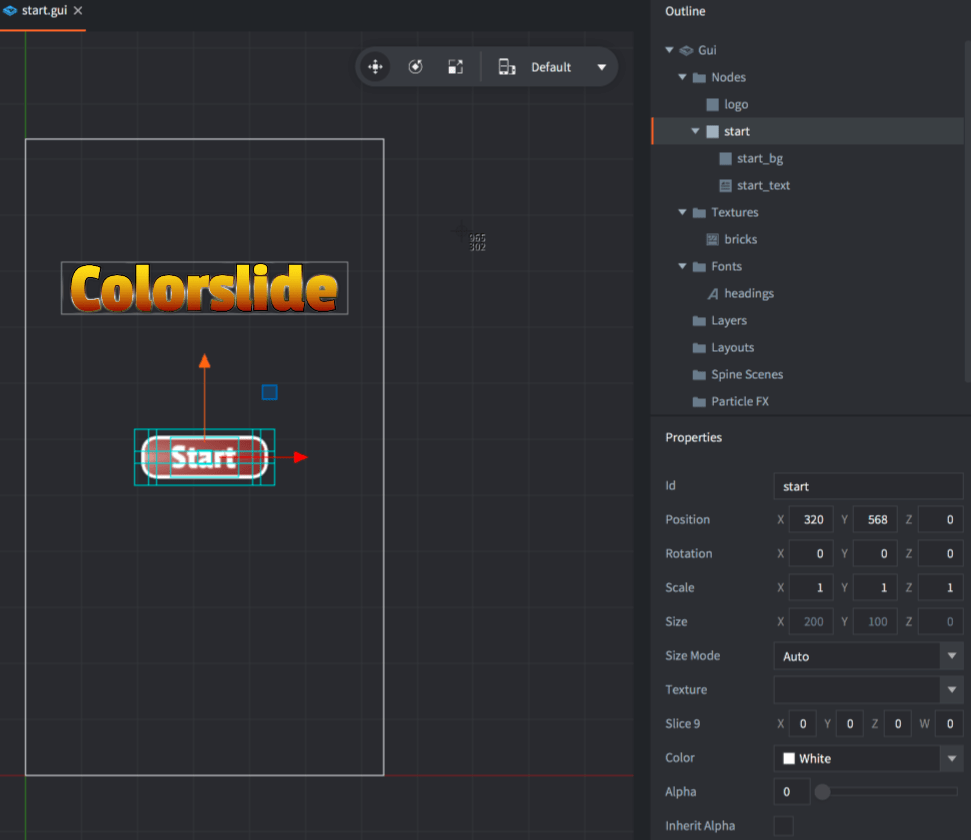 start.gui
Default
Colorslide
Start
965
302
Outline
Gui
Nodes
logo
start
start_bg
start_text
Textures
bricks
Fonts
headings
Layers
Layouts
Spine Scenes
Particle FX
Properties
Id start
Position X 320 Y 568 Z 0
Rotation X 0 Y 0 Z 0
Scale X 1 Y 1 Z 1
Size X 200 Y 100 Z 0
Size Mode Auto
Texture
Slice 9 X 0 Y 0 Z 0 W 0
Color White
Alpha 0
Inherit Alpha